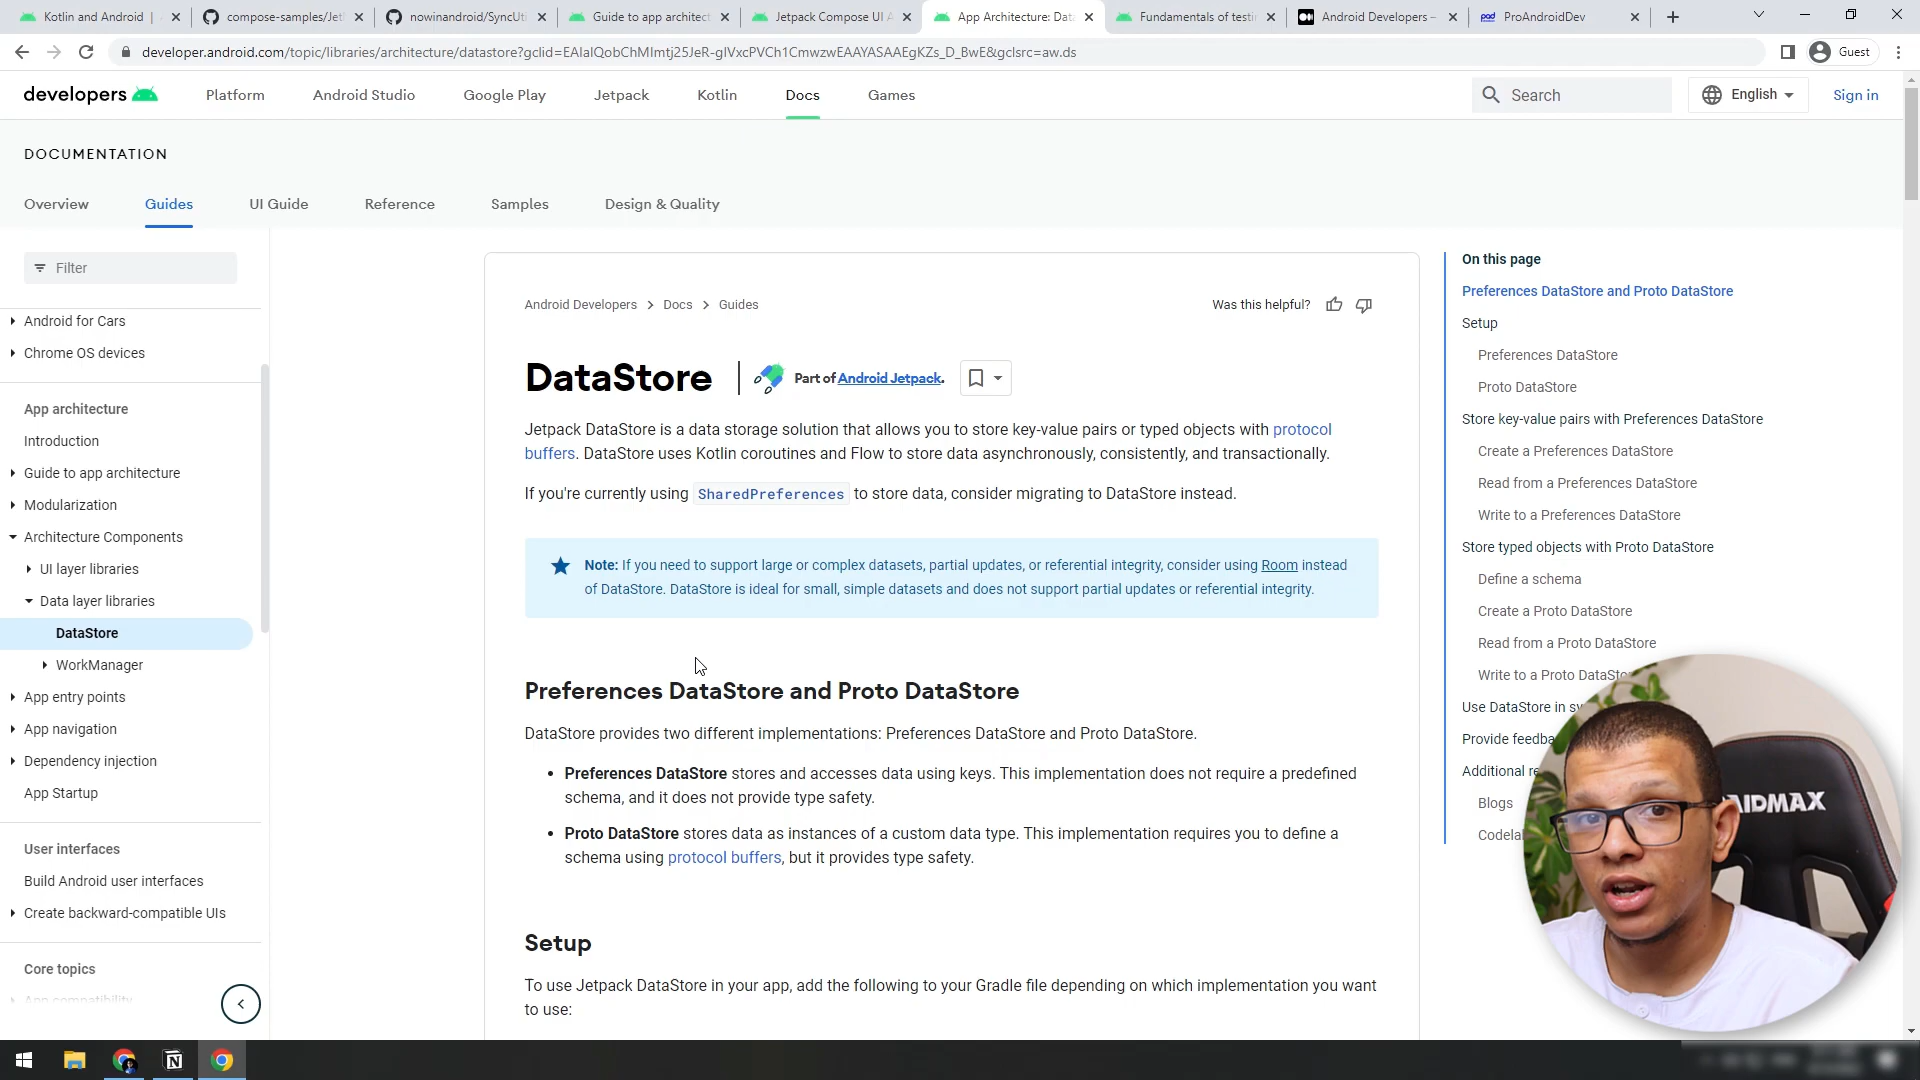 Kotlin and Android |
compose-samples/Jet
nowinandroid/SyncUti
Guide to app architect
Jetpack Compose UI A
App Architecture: Dat
Fundamentals of testi
Android Developers –
pod ProAndroidDev
developer.android.com/topic/libraries/architecture/datastore?gclid=EAIaIQobChMImtj25JeR-gIVxcPVCh1CmwzwEAAYASAAEgKZs_D_BwE&gclsrc=aw.ds
Guest
developers
Platform
Android Studio
Google Play
Jetpack
Kotlin
Docs
Games
Search
English
Sign in
DOCUMENTATION
Overview
Guides
UI Guide
Reference
Samples
Design & Quality
Filter
Android for Cars
Chrome OS devices
App architecture
Introduction
Guide to app architecture
Modularization
Architecture Components
UI layer libraries
Data layer libraries
DataStore
WorkManager
App entry points
App navigation
Dependency injection
App Startup
User interfaces
Build Android user interfaces
Create backward-compatible UIs
Core topics
App compatibility
Android Developers > Docs > Guides
Was this helpful?
DataStore
Part of Android Jetpack.
Jetpack DataStore is a data storage solution that allows you to store key-value pairs or typed objects with protocol
buffers. DataStore uses Kotlin coroutines and Flow to store data asynchronously, consistently, and transactionally.
If you're currently using SharedPreferences to store data, consider migrating to DataStore instead.
Note: If you need to support large or complex datasets, partial updates, or referential integrity, consider using Room instead
of DataStore. DataStore is ideal for small, simple datasets and does not support partial updates or referential integrity.
Preferences DataStore and Proto DataStore
DataStore provides two different implementations: Preferences DataStore and Proto DataStore.
• Preferences DataStore stores and accesses data using keys. This implementation does not require a predefined
schema, and it does not provide type safety.
• Proto DataStore stores data as instances of a custom data type. This implementation requires you to define a
schema using protocol buffers, but it provides type safety.
Setup
To use Jetpack DataStore in your app, add the following to your Gradle file depending on which implementation you want
to use:
On this page
Preferences DataStore and Proto DataStore
Setup
Preferences DataStore
Proto DataStore
Store key-value pairs with Preferences DataStore
Create a Preferences DataStore
Read from a Preferences DataStore
Write to a Preferences DataStore
Store typed objects with Proto DataStore
Define a schema
Create a Proto DataStore
Read from a Proto DataStore
Write to a Proto DataSto
Use DataStore in sy
Provide feedba
Additional re
Blogs
Codela
AIDMAX